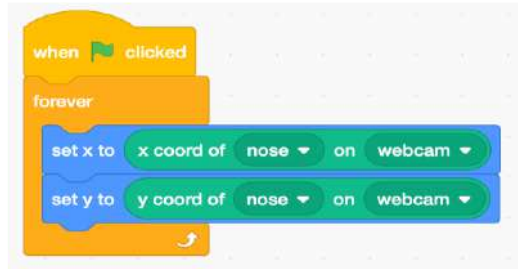 when clicked
forever
set x to x coord of nose on webcam
set y to y coord of nose on webcam